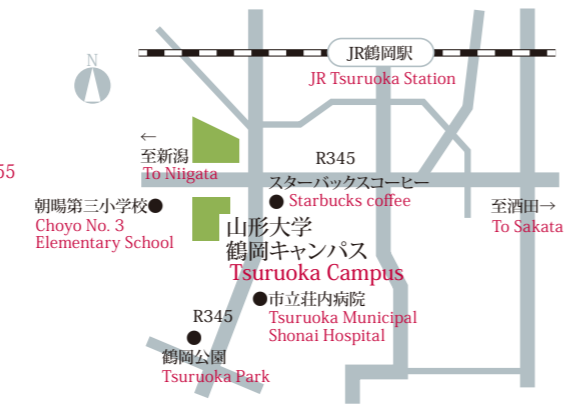 N
JR鶴岡駅
JR Tsuruoka Station
←
至新潟
To Niigata
55
R345
スターバックスコーヒー
Starbucks coffee
朝暘第三小学校
Choyo No. 3
Elementary School
至酒田→
To Sakata
山形大学
鶴岡キャンパス
Tsuruoka Campus
市立荘内病院
Tsuruoka Municipal
Shonai Hospital
R345
鶴岡公園
Tsuruoka Park